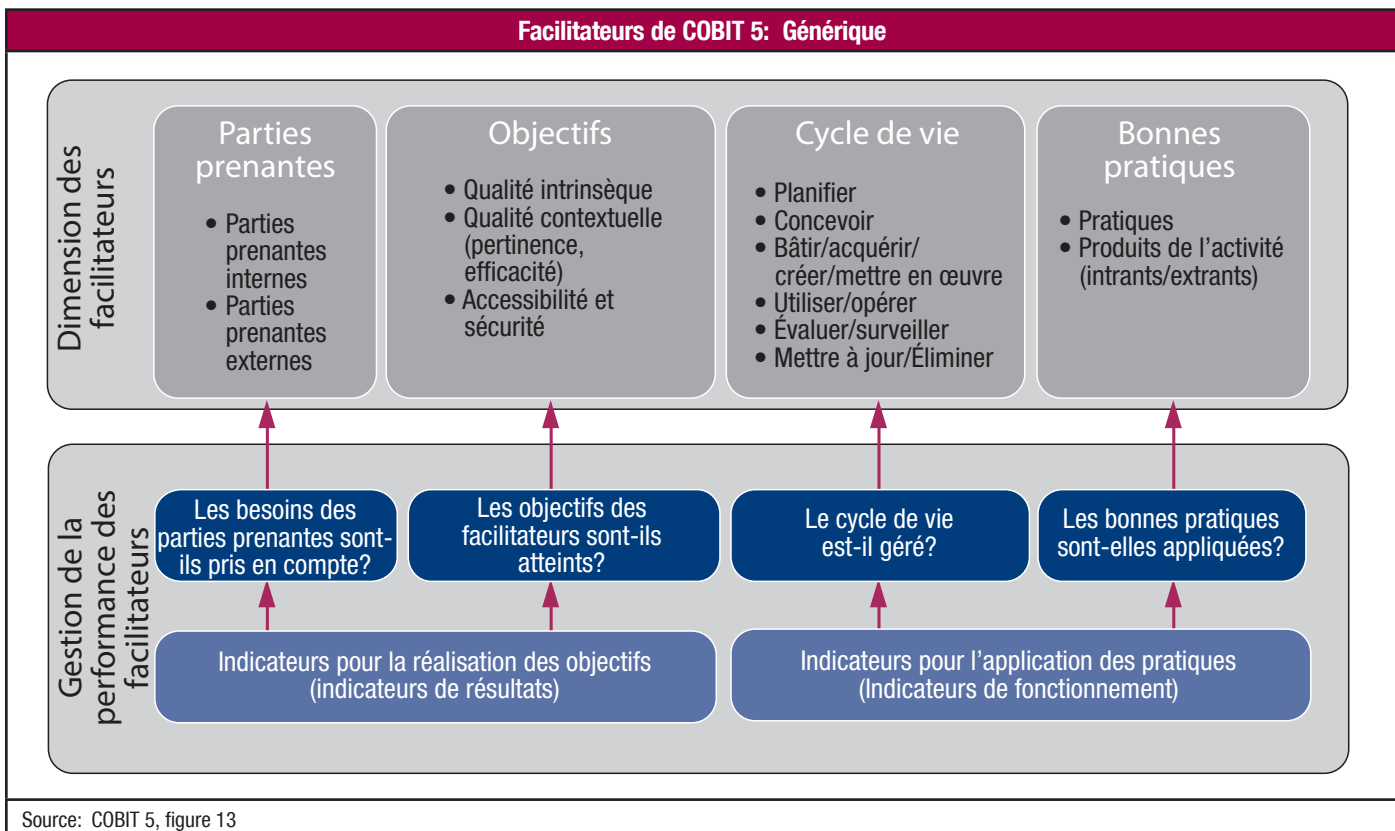 Facilitateurs de COBIT 5: Générique
Dimension des
facilitateurs
Parties
prenantes
• Parties
prenantes
internes
• Parties
prenantes
externes
Objectifs
• Qualité intrinsèque
• Qualité contextuelle
(pertinence,
efficacité)
• Accessibilité et
sécurité
Cycle de vie
• Planifier
• Concevoir
• Bâtir/acquérir/
créer/mettre en œuvre
• Utiliser/opérer
• Évaluer/surveiller
• Mettre à jour/Éliminer
Bonnes
pratiques
• Pratiques
• Produits de l’activité
(intrants/extrants)
Gestion de la
performance des
facilitateurs
Les besoins des
parties prenantes sont-
ils pris en compte?
Les objectifs des
facilitateurs sont-ils
atteints?
Le cycle de vie
est-il géré?
Les bonnes pratiques
sont-elles appliquées?
Indicateurs pour la réalisation des objectifs
(indicateurs de résultats)
Indicateurs pour l’application des pratiques
(Indicateurs de fonctionnement)
Source: COBIT 5, figure 13